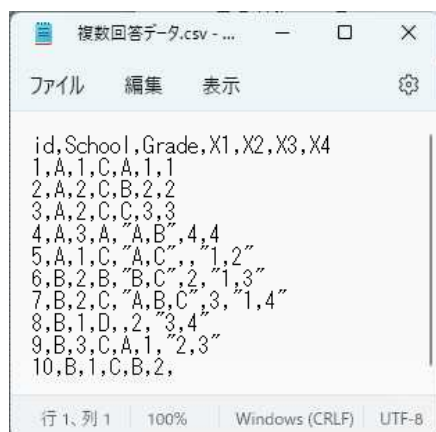 複数回答データ.csv - ...
ファイル 編集 表示
id,School,Grade,X1,X2,X3,X4
1,A,1,C,A,1,1
2,A,2,C,B,2,2
3,A,2,C,C,3,3
4,A,3,A,"A,B",4,4
5,A,1,C,"A,C",,"1,2"
6,B,2,B,"B,C",2,"1,3"
7,B,2,C,"A,B,C",3,"1,4"
8,B,1,D,,2,"3,4"
9,B,3,C,A,1,"2,3"
10,B,1,C,B,2,
行 1、列 1 100% Windows (CRLF) UTF-8